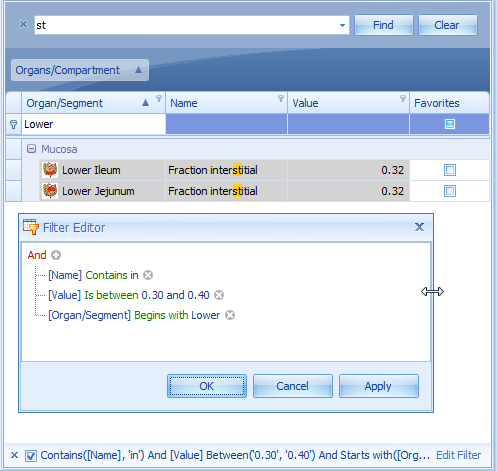 st Find Clear
Organs/Compartment
Organ/Segment Name Value Favorites
Lower
Mucosa
Lower Ileum Fraction interstitial 0.32
Lower Jejunum Fraction interstitial 0.32
Filter Editor
And
[Name] Contains in
[Value] Is between 0.30 and 0.40
[Organ/Segment] Begins with Lower
OK Cancel Apply
Contains([Name], 'in') And [Value] Between('0.30', '0.40') And Starts with([Org... Edit Filter